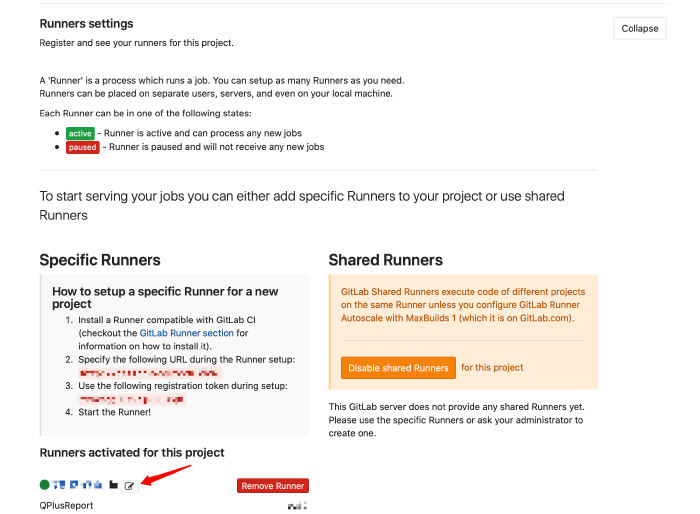 Runners settings
Collapse
Register and see your runners for this project.
A 'Runner' is a process which runs a job. You can setup as many Runners as you need.
Runners can be placed on separate users, servers, and even on your local machine.
Each Runner can be in one of the following states:
• active - Runner is active and can process any new jobs
• paused - Runner is paused and will not receive any new jobs
To start serving your jobs you can either add specific Runners to your project or use shared
Runners
Specific Runners
How to setup a specific Runner for a new
project
1. Install a Runner compatible with GitLab CI
(checkout the GitLab Runner section for
information on how to install it).
2. Specify the following URL during the Runner setup:
3. Use the following registration token during setup:
4. Start the Runner!
Runners activated for this project
Remove Runner
QPlusReport
Shared Runners
GitLab Shared Runners execute code of different projects
on the same Runner unless you configure GitLab Runner
Autoscale with MaxBuilds 1 (which it is on GitLab.com).
Disable shared Runners for this project
This GitLab server does not provide any shared Runners yet.
Please use the specific Runners or ask your administrator to
create one.